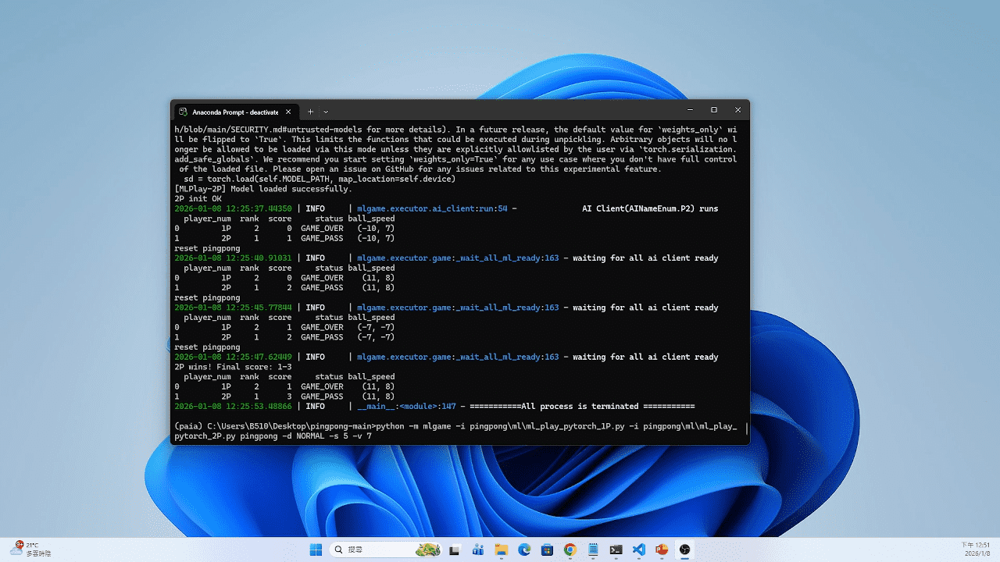 Anaconda Prompt - deactivate
h/blob/main/SECURITY.md#untrusted-models for more details). In a future release, the default value for `weights_only` wi
ll be flipped to `True`. This limits the functions that could be executed during unpickling. Arbitrary objects will no l
onger be allowed to be loaded via this mode unless they are explicitly allowlisted by the user via `torch.serialization.
add_safe_globals`. We recommend you start setting `weights_only=True` for any use case where you don't have full control
 of the loaded file. Please open an issue on GitHub for any issues related to this experimental feature.
  sd = torch.load(self.MODEL_PATH, map_location=self.device)
[MLPlay-2P] Model loaded successfully.
2P init OK
2026-01-08 12:25:37.44350 | INFO     | mlgame.executor.ai_client:run:54 -             AI Client(AINameEnum.P2) runs
  player_num  rank  score     status ball_speed
0         1P     2      0  GAME_OVER   (-10, 7)
1         2P     1      1  GAME_PASS   (-10, 7)
reset pingpong
2026-01-08 12:25:40.91031 | INFO     | mlgame.executor.game:_wait_all_ml_ready:163 - waiting for all ai client ready
  player_num  rank  score     status ball_speed
0         1P     2      0  GAME_OVER    (11, 8)
1         2P     1      2  GAME_PASS    (11, 8)
reset pingpong
2026-01-08 12:25:45.77844 | INFO     | mlgame.executor.game:_wait_all_ml_ready:163 - waiting for all ai client ready
  player_num  rank  score     status ball_speed
0         1P     2      1  GAME_OVER   (-7, -7)
1         2P     1      2  GAME_PASS   (-7, -7)
reset pingpong
2026-01-08 12:25:47.62449 | INFO     | mlgame.executor.game:_wait_all_ml_ready:163 - waiting for all ai client ready
2P wins! Final score: 1-3
  player_num  rank  score     status ball_speed
0         1P     2      1  GAME_OVER    (11, 8)
1         2P     1      3  GAME_PASS    (11, 8)
2026-01-08 12:25:53.48866 | INFO     | __main__:<module>:147 - ===========All process is terminated ===========
(paia) C:\Users\B510\Desktop\pingpong-main>python -m mlgame -i pingpong\ml\ml_play_pytorch_1P.py -i pingpong\ml\ml_play_
pytorch_2P.py pingpong -d NORMAL -s 5 -v 7
21°C
搜尋
下午 12:51
2026/1/8